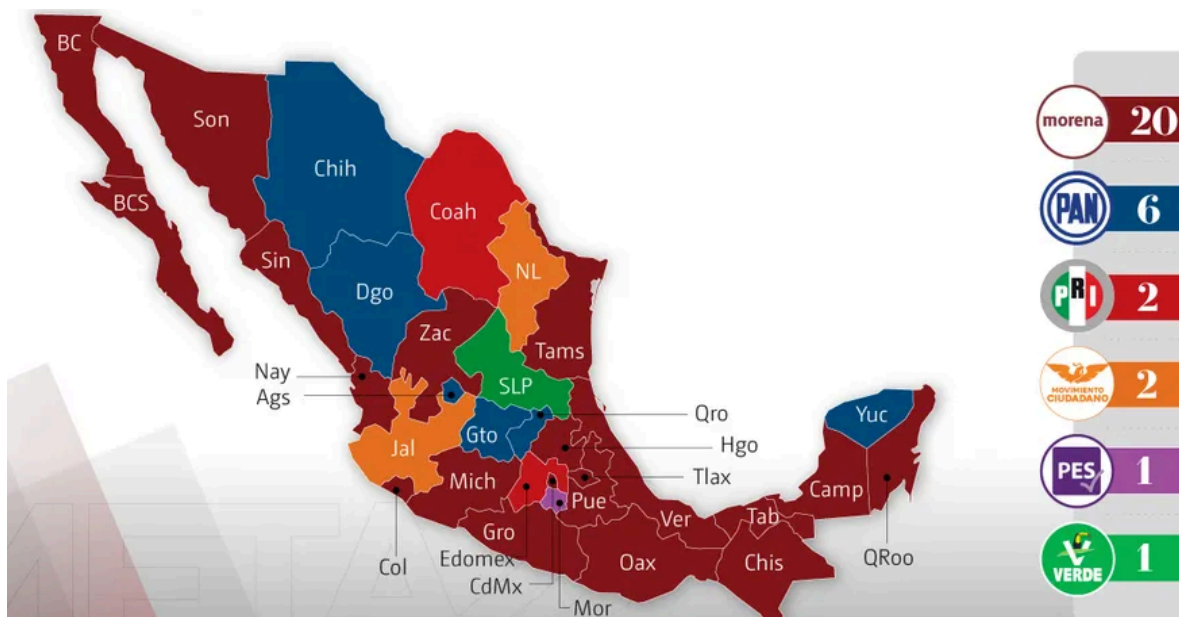 BC
Son
Chih
Coah
BCS
NL
Sin
Dgo
Zac
Tams
Nay
Ags
SLP
Qro
Yuc
Jal
Gto
Hgo
Mich
Tlax
Camp
Pue
Ver
Tab
Gro
Edomex
Oax
Chis
QRoo
Col
CdMx
Mor
morena 20
PAN 6
PRI 2
MOVIMIENTO
CIUDADANO 2
PES 1
VERDE 1